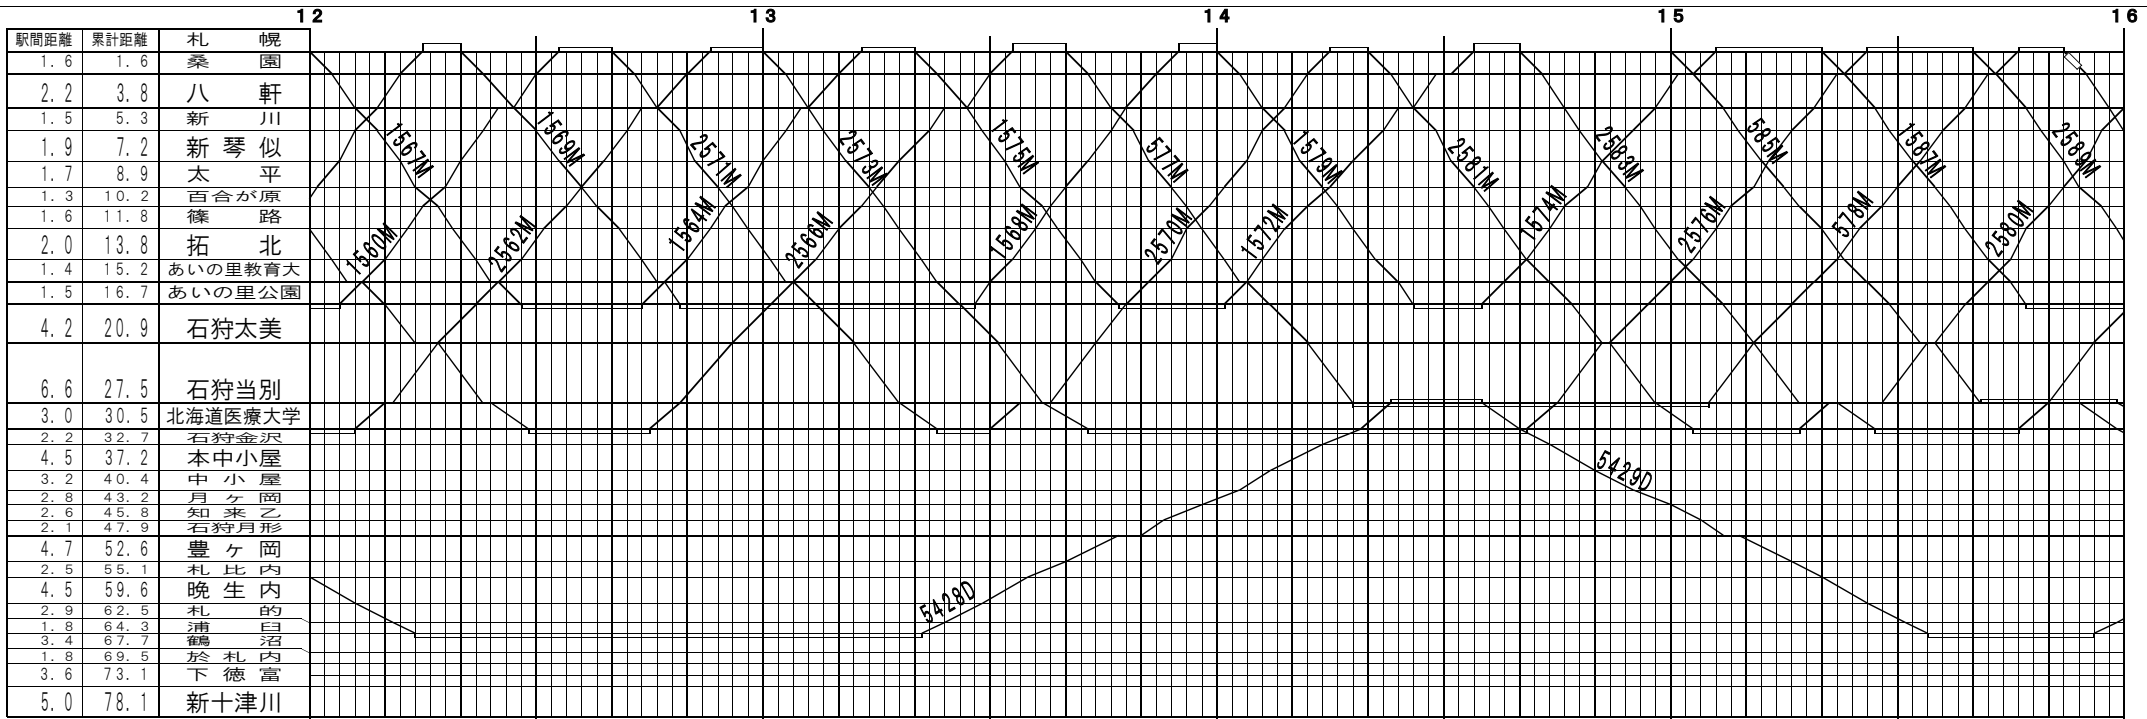 12 13 14 15 16
駅間距離 累計距離 札幌
1.6 1.6 桑園
2.2 3.8 八軒
1.5 5.3 新川
1.9 7.2 新琴似
1.7 8.9 太平
1.3 10.2 百合が原
1.6 11.8 篠路
2.0 13.8 拓北
1.4 15.2 あいの里教育大
1.5 16.7 あいの里公園
4.2 20.9 石狩太美
6.6 27.5 石狩当別
3.0 30.5 北海道医療大学
2.2 32.7 石狩金沢
4.5 37.2 本中小屋
3.2 40.4 中小屋
2.8 43.2 月ヶ岡
2.6 45.8 知来乙
2.1 47.9 石狩月形
4.7 52.6 豊ヶ岡
2.5 55.1 札比内
4.5 59.6 晩生内
2.9 62.5 札的
1.8 64.3 浦臼
3.4 67.7 鶴沼
1.8 69.5 於札内
3.6 73.1 下徳富
5.0 78.1 新十津川
1567M
1569M
2571M
2573M
1575M
577M
1579M
2581M
2583M
585M
1587M
2589M
1560M
2562M
1564M
2566M
1568M
2570M
1572M
1574M
2576M
578M
2580M
5428D
5429D